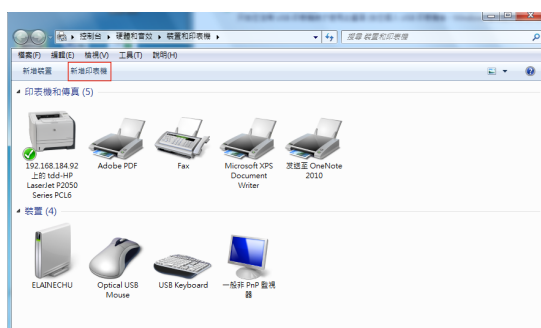 控制台 ▸ 硬體和音效 ▸ 裝置和印表機 ▸
搜尋 裝置和印表機
檔案(F) 編輯(E) 檢視(V) 工具(T) 說明(H)
新增裝置 新增印表機
印表機和傳真 (5)
192.168.184.92
上的 tdd-HP
LaserJet P2050
Series PCL6
Adobe PDF
Fax
Microsoft XPS
Document
Writer
发送至 OneNote
2010
裝置 (4)
ELAINECHU
Optical USB
Mouse
USB Keyboard
一般非 PnP 監視
器